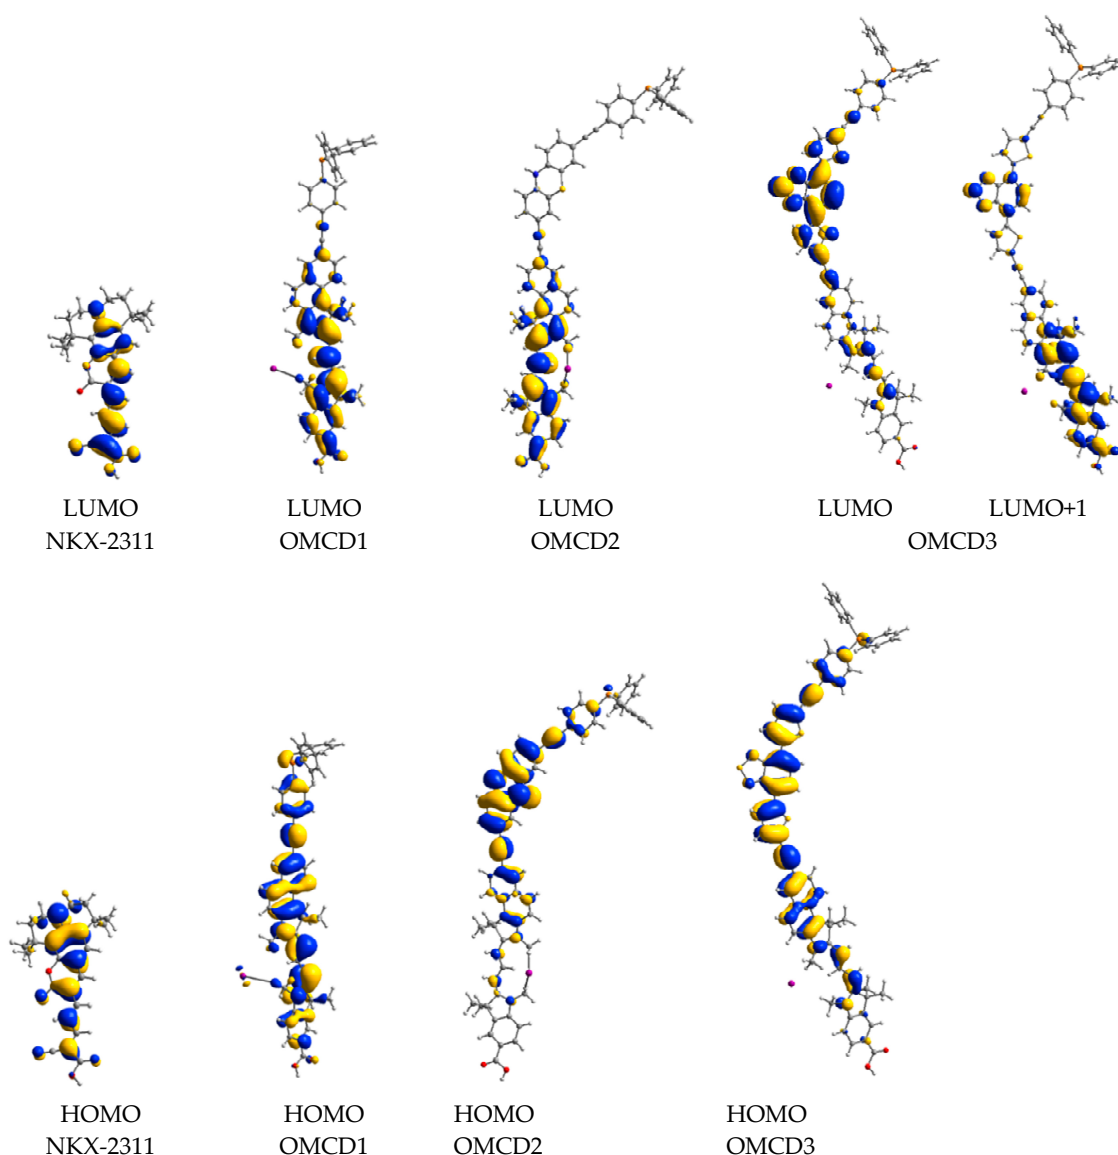 LUMO LUMO LUMO LUMO LUMO+1
NKX-2311 OMCD1 OMCD2 OMCD3
HOMO HOMO HOMO HOMO
NKX-2311 OMCD1 OMCD2 OMCD3